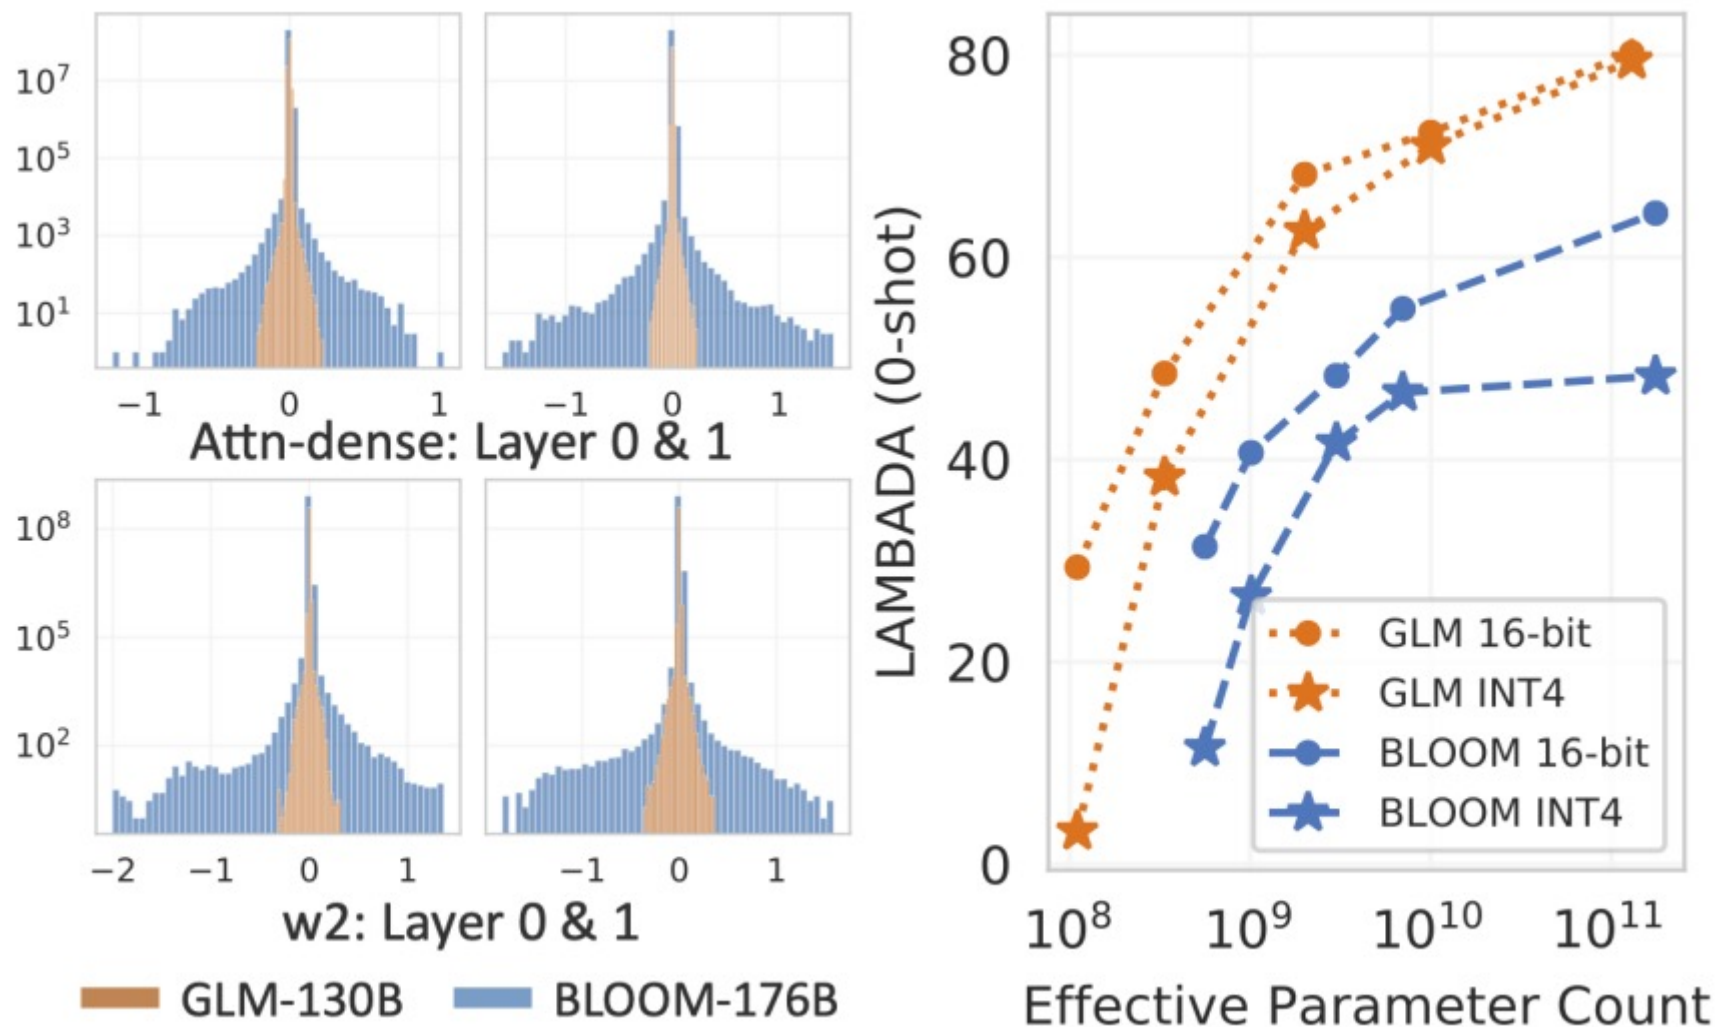 10⁷
10⁵
10³
10¹
−1 0 1
−1 0 1
Attn-dense: Layer 0 & 1
10⁸
10⁵
10²
−2 −1 0 1
−1 0 1
w2: Layer 0 & 1
GLM-130B BLOOM-176B
LAMBADA (0-shot)
80
60
40
20
0
GLM 16-bit
GLM INT4
BLOOM 16-bit
BLOOM INT4
10⁸ 10⁹ 10¹⁰ 10¹¹
Effective Parameter Count